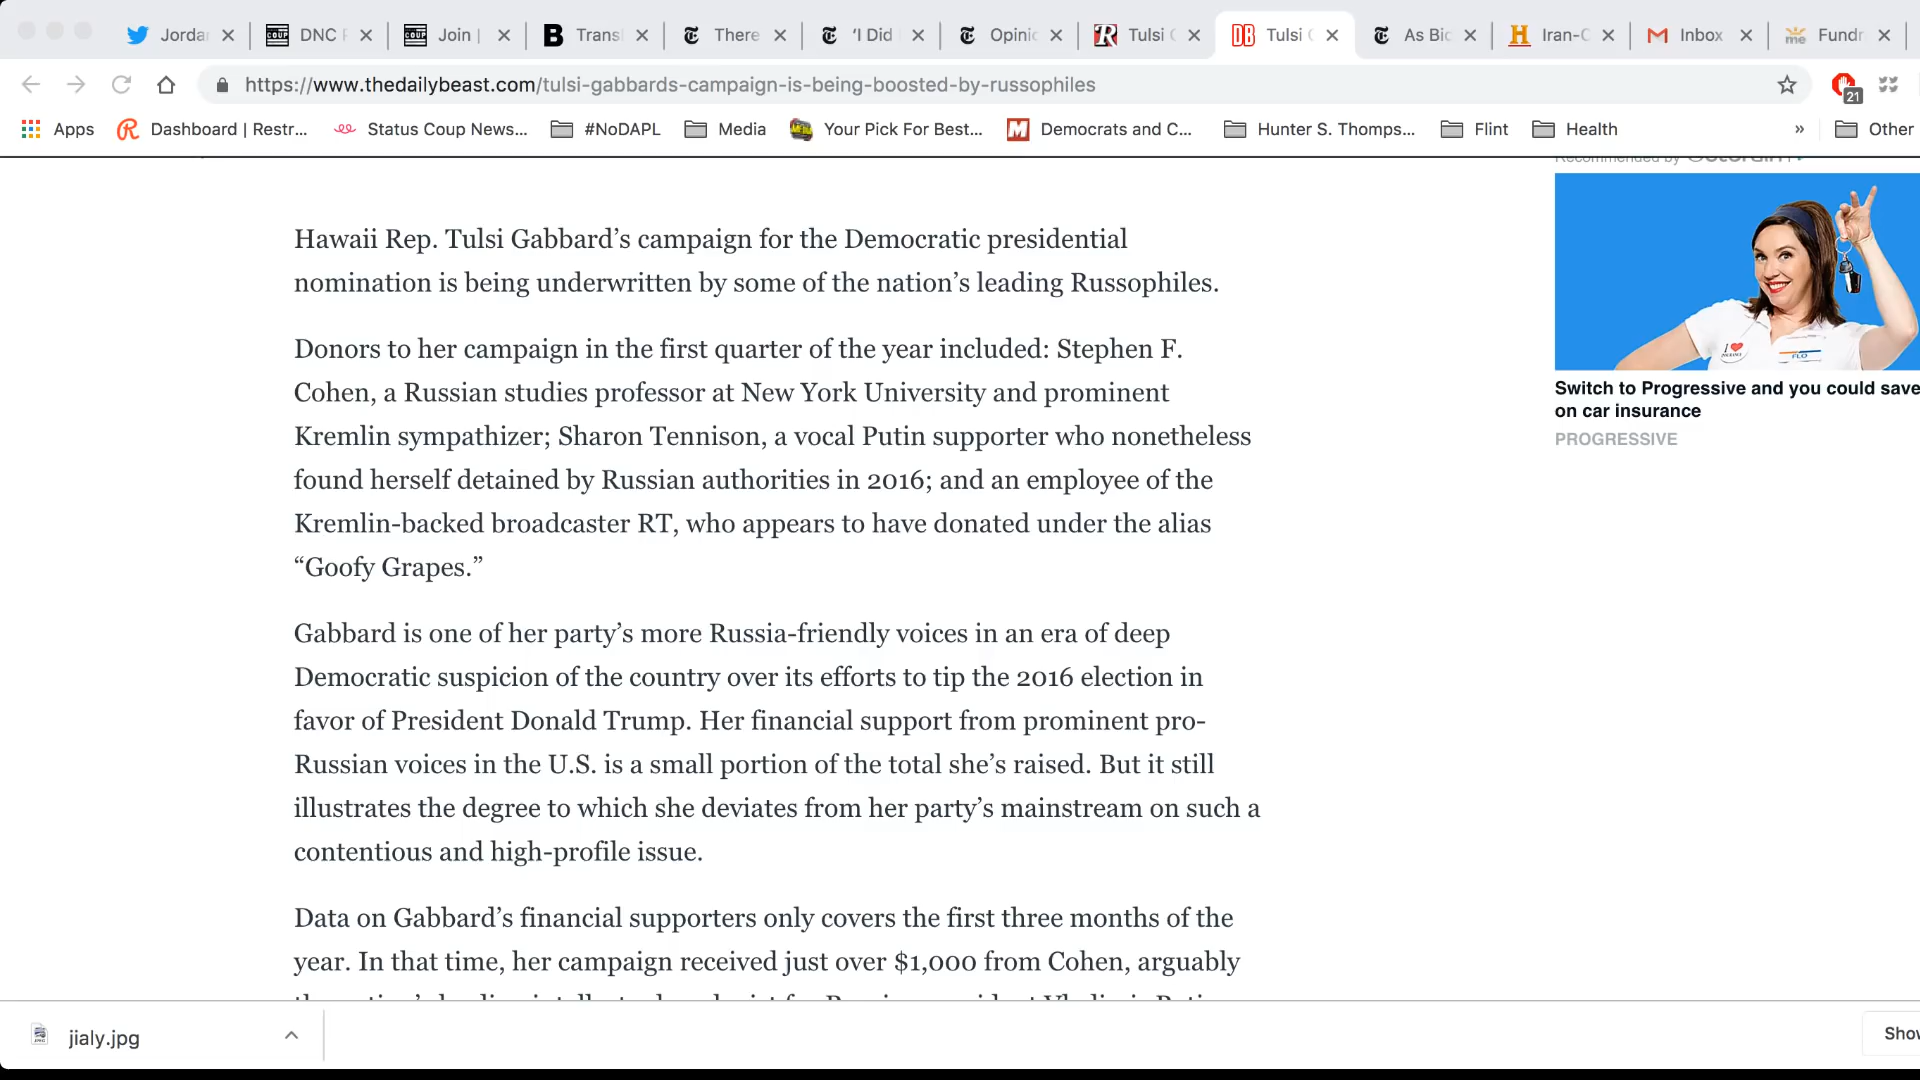 Jorda
DNC
Join |
Trans
There
'I Did
Opinic
Tulsi
Tulsi
As Bi
Iran-
Inbox
Fundr
https://www.thedailybeast.com/tulsi-gabbards-campaign-is-being-boosted-by-russophiles
21
Apps
Dashboard | Restr...
Status Coup News...
#NoDAPL
Media
Your Pick For Best...
Democrats and C...
Hunter S. Thomps...
Flint
Health
»
Other
Recommended by
Hawaii Rep. Tulsi Gabbard’s campaign for the Democratic presidential
nomination is being underwritten by some of the nation’s leading Russophiles.
Donors to her campaign in the first quarter of the year included: Stephen F.
Cohen, a Russian studies professor at New York University and prominent
Kremlin sympathizer; Sharon Tennison, a vocal Putin supporter who nonetheless
found herself detained by Russian authorities in 2016; and an employee of the
Kremlin-backed broadcaster RT, who appears to have donated under the alias
“Goofy Grapes.”
Gabbard is one of her party’s more Russia-friendly voices in an era of deep
Democratic suspicion of the country over its efforts to tip the 2016 election in
favor of President Donald Trump. Her financial support from prominent pro-
Russian voices in the U.S. is a small portion of the total she’s raised. But it still
illustrates the degree to which she deviates from her party’s mainstream on such a
contentious and high-profile issue.
Data on Gabbard’s financial supporters only covers the first three months of the
year. In that time, her campaign received just over $1,000 from Cohen, arguably
FLO
Switch to Progressive and you could save
on car insurance
PROGRESSIVE
jialy.jpg
Show